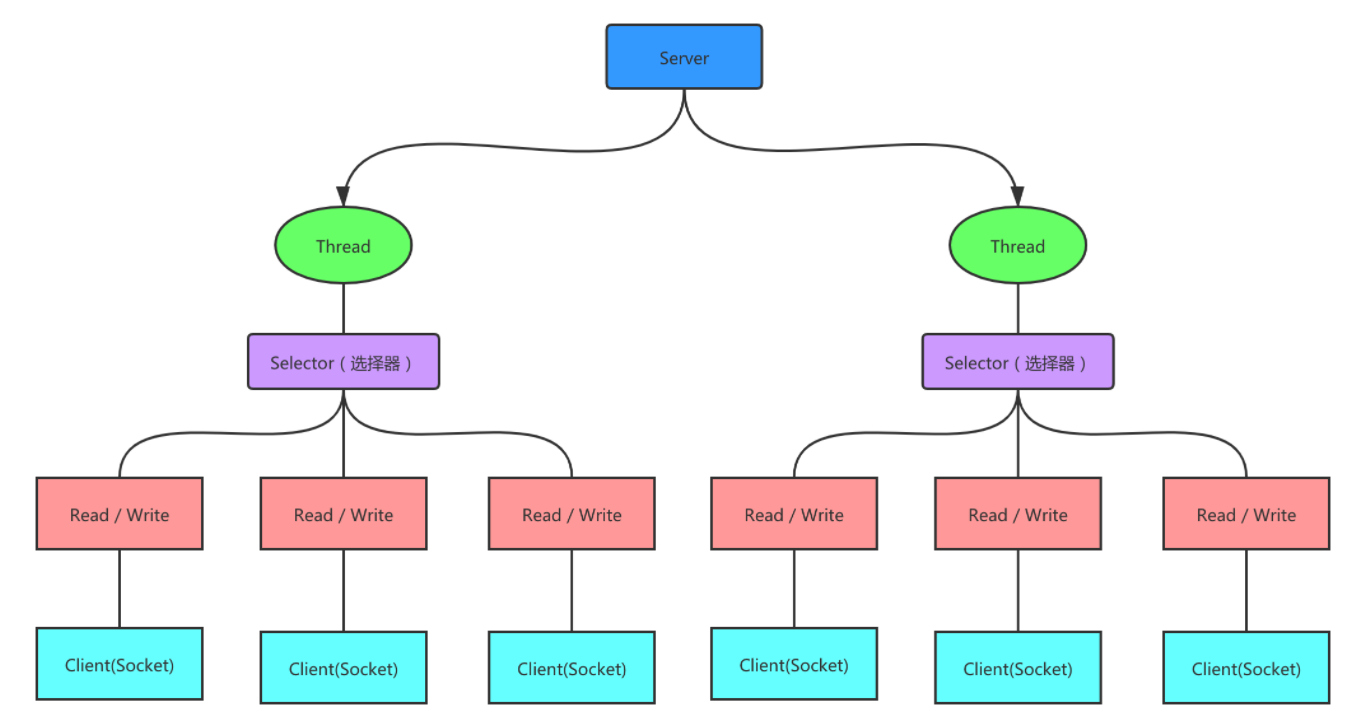 Server
Thread
Thread
Selector（选择器）
Selector（选择器）
Read / Write
Read / Write
Read / Write
Read / Write
Read / Write
Read / Write
Client(Socket)
Client(Socket)
Client(Socket)
Client(Socket)
Client(Socket)
Client(Socket)